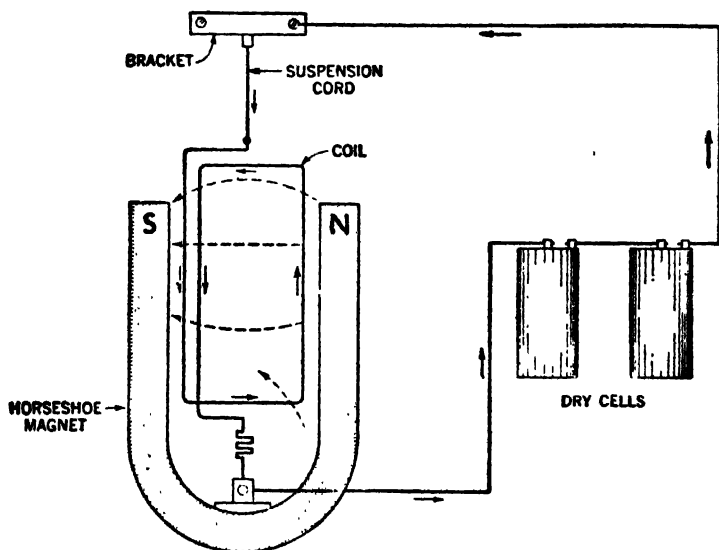 BRACKET
SUSPENSION
CORD
COIL
S
N
HORSESHOE
MAGNET
DRY CELLS